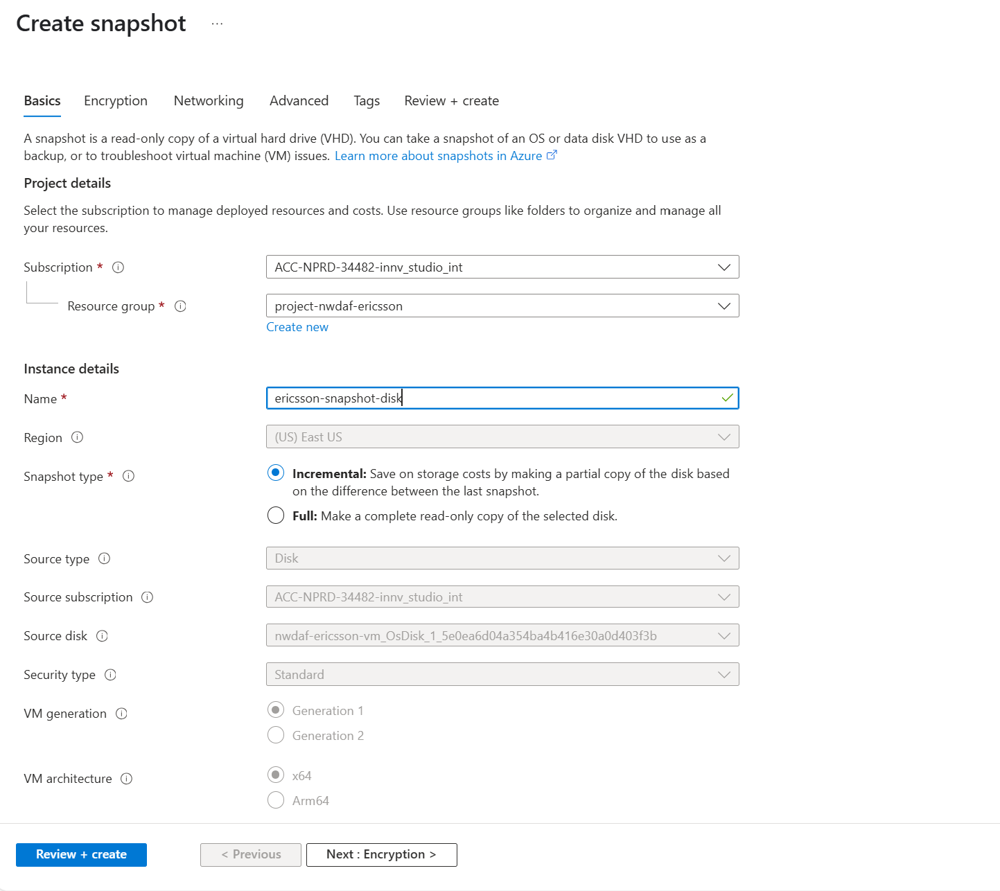 Create snapshot ...
Basics Encryption Networking Advanced Tags Review + create
A snapshot is a read-only copy of a virtual hard drive (VHD). You can take a snapshot of an OS or data disk VHD to use as a
backup, or to troubleshoot virtual machine (VM) issues. Learn more about snapshots in Azure
Project details
Select the subscription to manage deployed resources and costs. Use resource groups like folders to organize and manage all
your resources.
Subscription * ACC-NPRD-34482-innv_studio_int
Resource group * project-nwdaf-ericsson
Create new
Instance details
Name * ericsson-snapshot-disk
Region (US) East US
Snapshot type * Incremental: Save on storage costs by making a partial copy of the disk based
on the difference between the last snapshot.
Full: Make a complete read-only copy of the selected disk.
Source type Disk
Source subscription ACC-NPRD-34482-innv_studio_int
Source disk nwdaf-ericsson-vm_OsDisk_1_5e0ea6d04a354ba4b416e30a0d403f3b
Security type Standard
VM generation Generation 1
Generation 2
VM architecture x64
Arm64
Review + create < Previous Next : Encryption >